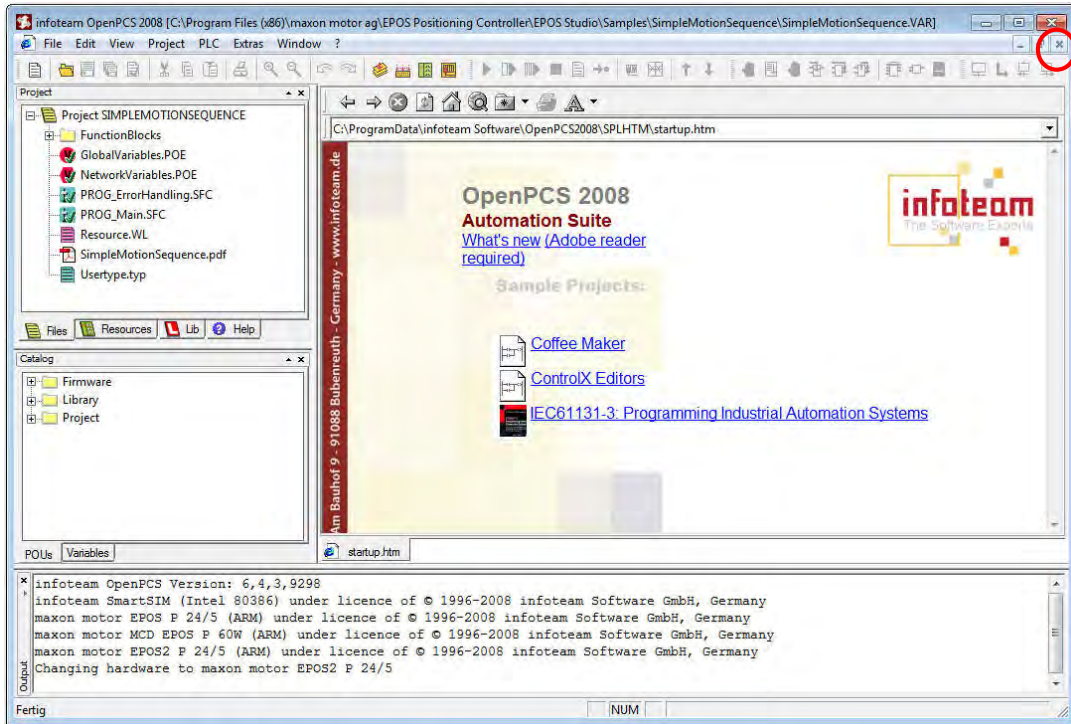 infoteam OpenPCS 2008 [C:\Program Files (x86)\maxon motor ag\EPOS Positioning Controller\EPOS Studio\Samples\SimpleMotionSequence\SimpleMotionSequence.VAR]
File Edit View Project PLC Extras Window ?
Project
Project SIMPLEMOTIONSEQUENCE
FunctionBlocks
GlobalVariables.POE
NetworkVariables.POE
PROG_ErrorHandling.SFC
PROG_Main.SFC
Resource.WL
SimpleMotionSequence.pdf
Usertype.typ
Files Resources Lib Help
Catalog
Firmware
Library
Project
POUs Variables
C:\ProgramData\infoteam Software\OpenPCS2008\SPLHTM\startup.htm
Am Bauhof 9 - 91088 Bubenreuth - Germany - www.infoteam.de
OpenPCS 2008
Automation Suite
What's new (Adobe reader
required)
infoteam
The Software Experts
Sample Projects:
Coffee Maker
ControlX Editors
IEC61131-3: Programming Industrial Automation Systems
startup.htm
infoteam OpenPCS Version: 6,4,3,9298
infoteam SmartSIM (Intel 80386) under licence of © 1996-2008 infoteam Software GmbH, Germany
maxon motor EPOS P 24/5 (ARM) under licence of © 1996-2008 infoteam Software GmbH, Germany
maxon motor MCD EPOS P 60W (ARM) under licence of © 1996-2008 infoteam Software GmbH, Germany
maxon motor EPOS2 P 24/5 (ARM) under licence of © 1996-2008 infoteam Software GmbH, Germany
Changing hardware to maxon motor EPOS2 P 24/5
Output
Fertig
NUM